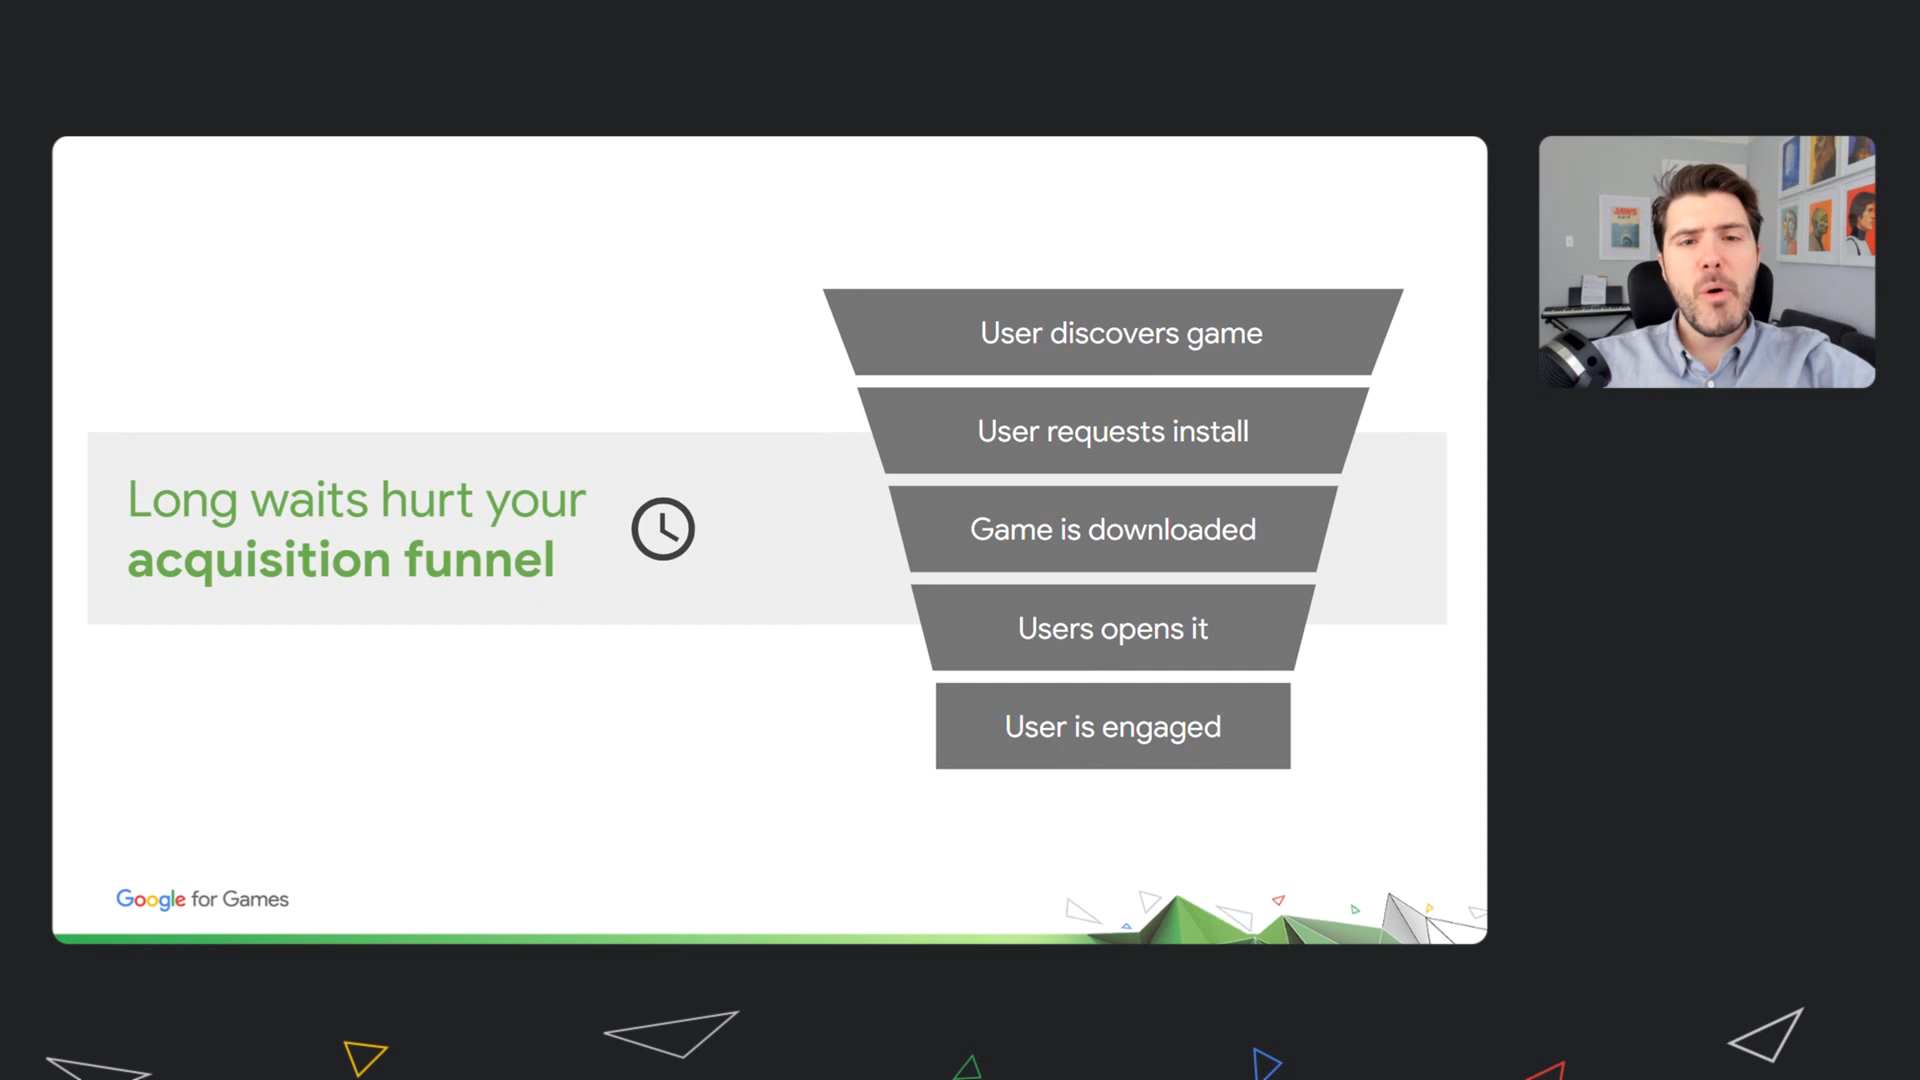 User discovers game
User requests install
Long waits hurt your
acquisition funnel
Game is downloaded
Users opens it
User is engaged
Google for Games
JAWS